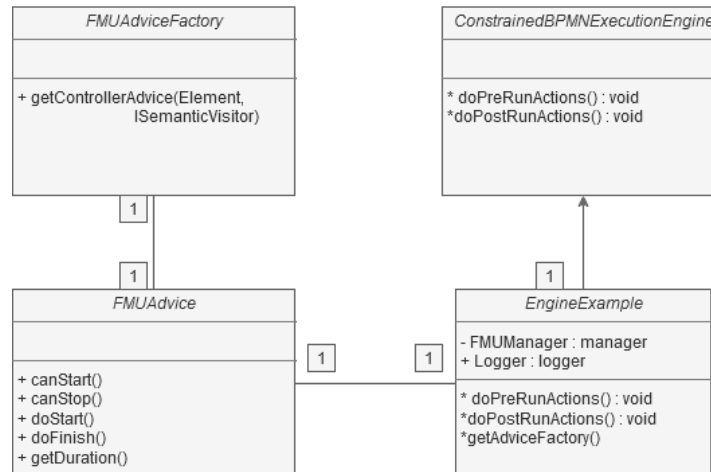 FMUAdviceFactory
+ getControllerAdvice(Element,
ISemanticVisitor)
1
1
FMUAdvice
+ canStart()
+ canStop()
+ doStart()
+ doFinish()
+ getDuration()
1
1
ConstrainedBPMNExecutionEngine
* doPreRunActions() : void
*doPostRunActions() : void
1
EngineExample
- FMUManager : manager
+ Logger : logger
* doPreRunActions() : void
*doPostRunActions() : void
*getAdviceFactory()